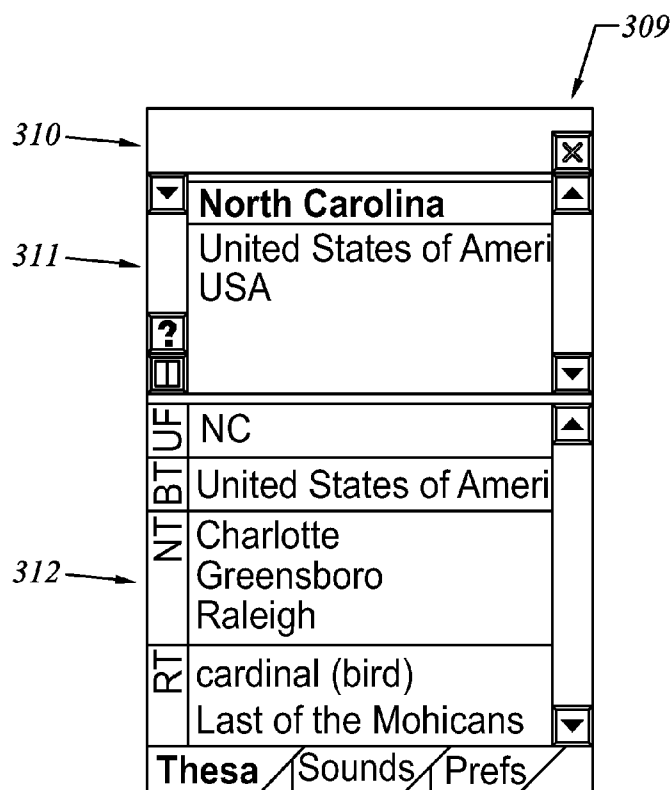 309
310
North Carolina
311
United States of Ameri
USA
?
UF NC
BT United States of Ameri
NT Charlotte
Greensboro
312
Raleigh
RT cardinal (bird)
Last of the Mohicans
Thesa Sounds Prefs